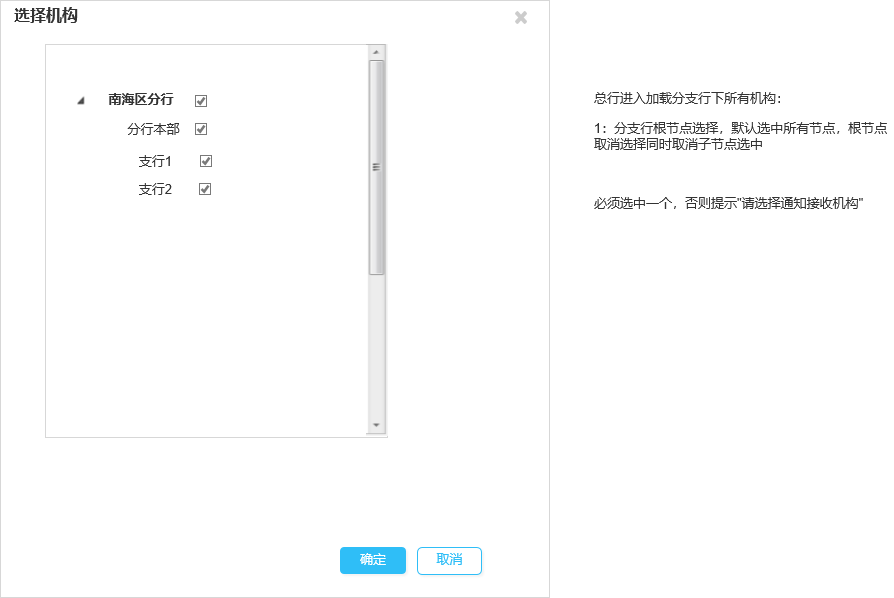 选择机构
南海区分行
分行本部
支行1
支行2
确定
取消
总行进入加载分支行下所有机构：
1：分支行根节点选择，默认选中所有节点，根节点
取消选择同时取消子节点选中
必须选中一个，否则提示"请选择通知接收机构"